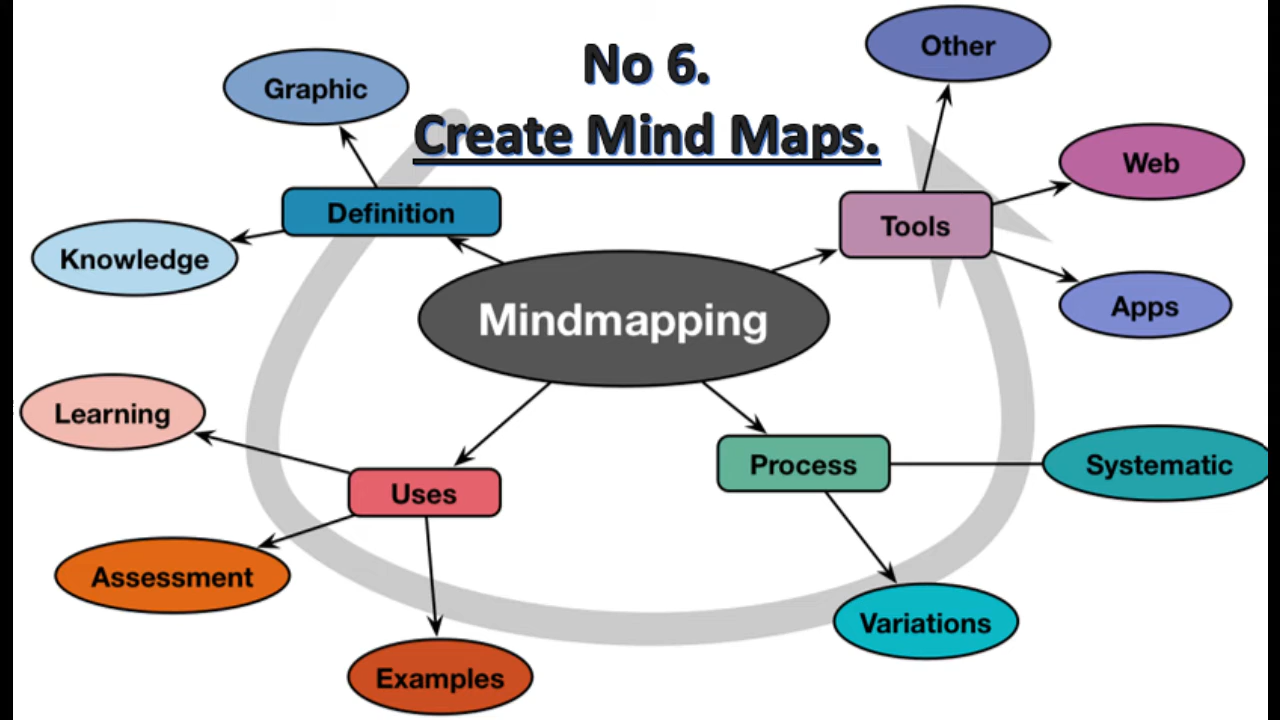 No 6.
Create Mind Maps.
Other
Graphic
Web
Definition
Tools
Knowledge
Apps
Mindmapping
Learning
Process
Systematic
Uses
Assessment
Variations
Examples